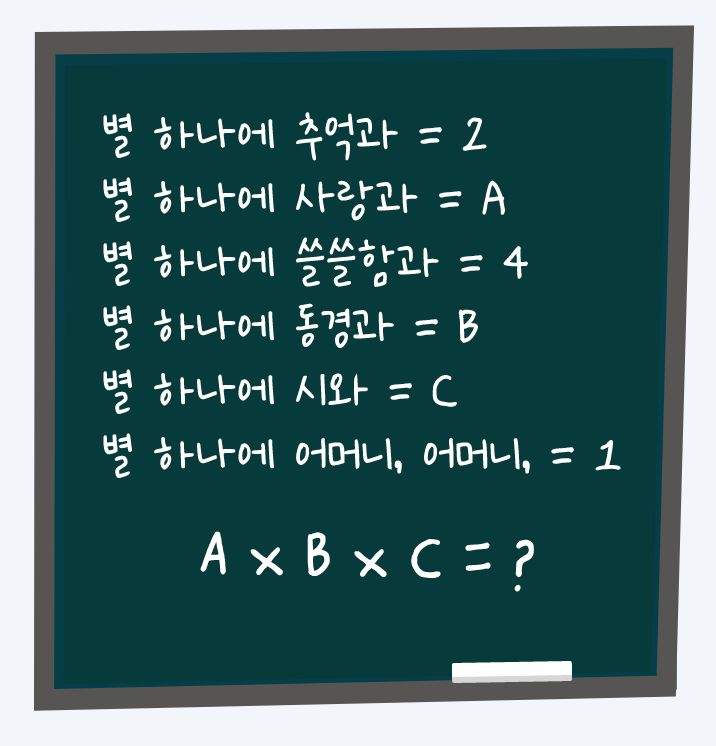 별 하나에 추억과 = 2
별 하나에 사랑과 = A
별 하나에 쓸쓸함과 = 4
별 하나에 동경과 = B
별 하나에 시와 = C
별 하나에 어머니, 어머니, = 1
A × B × C = ?